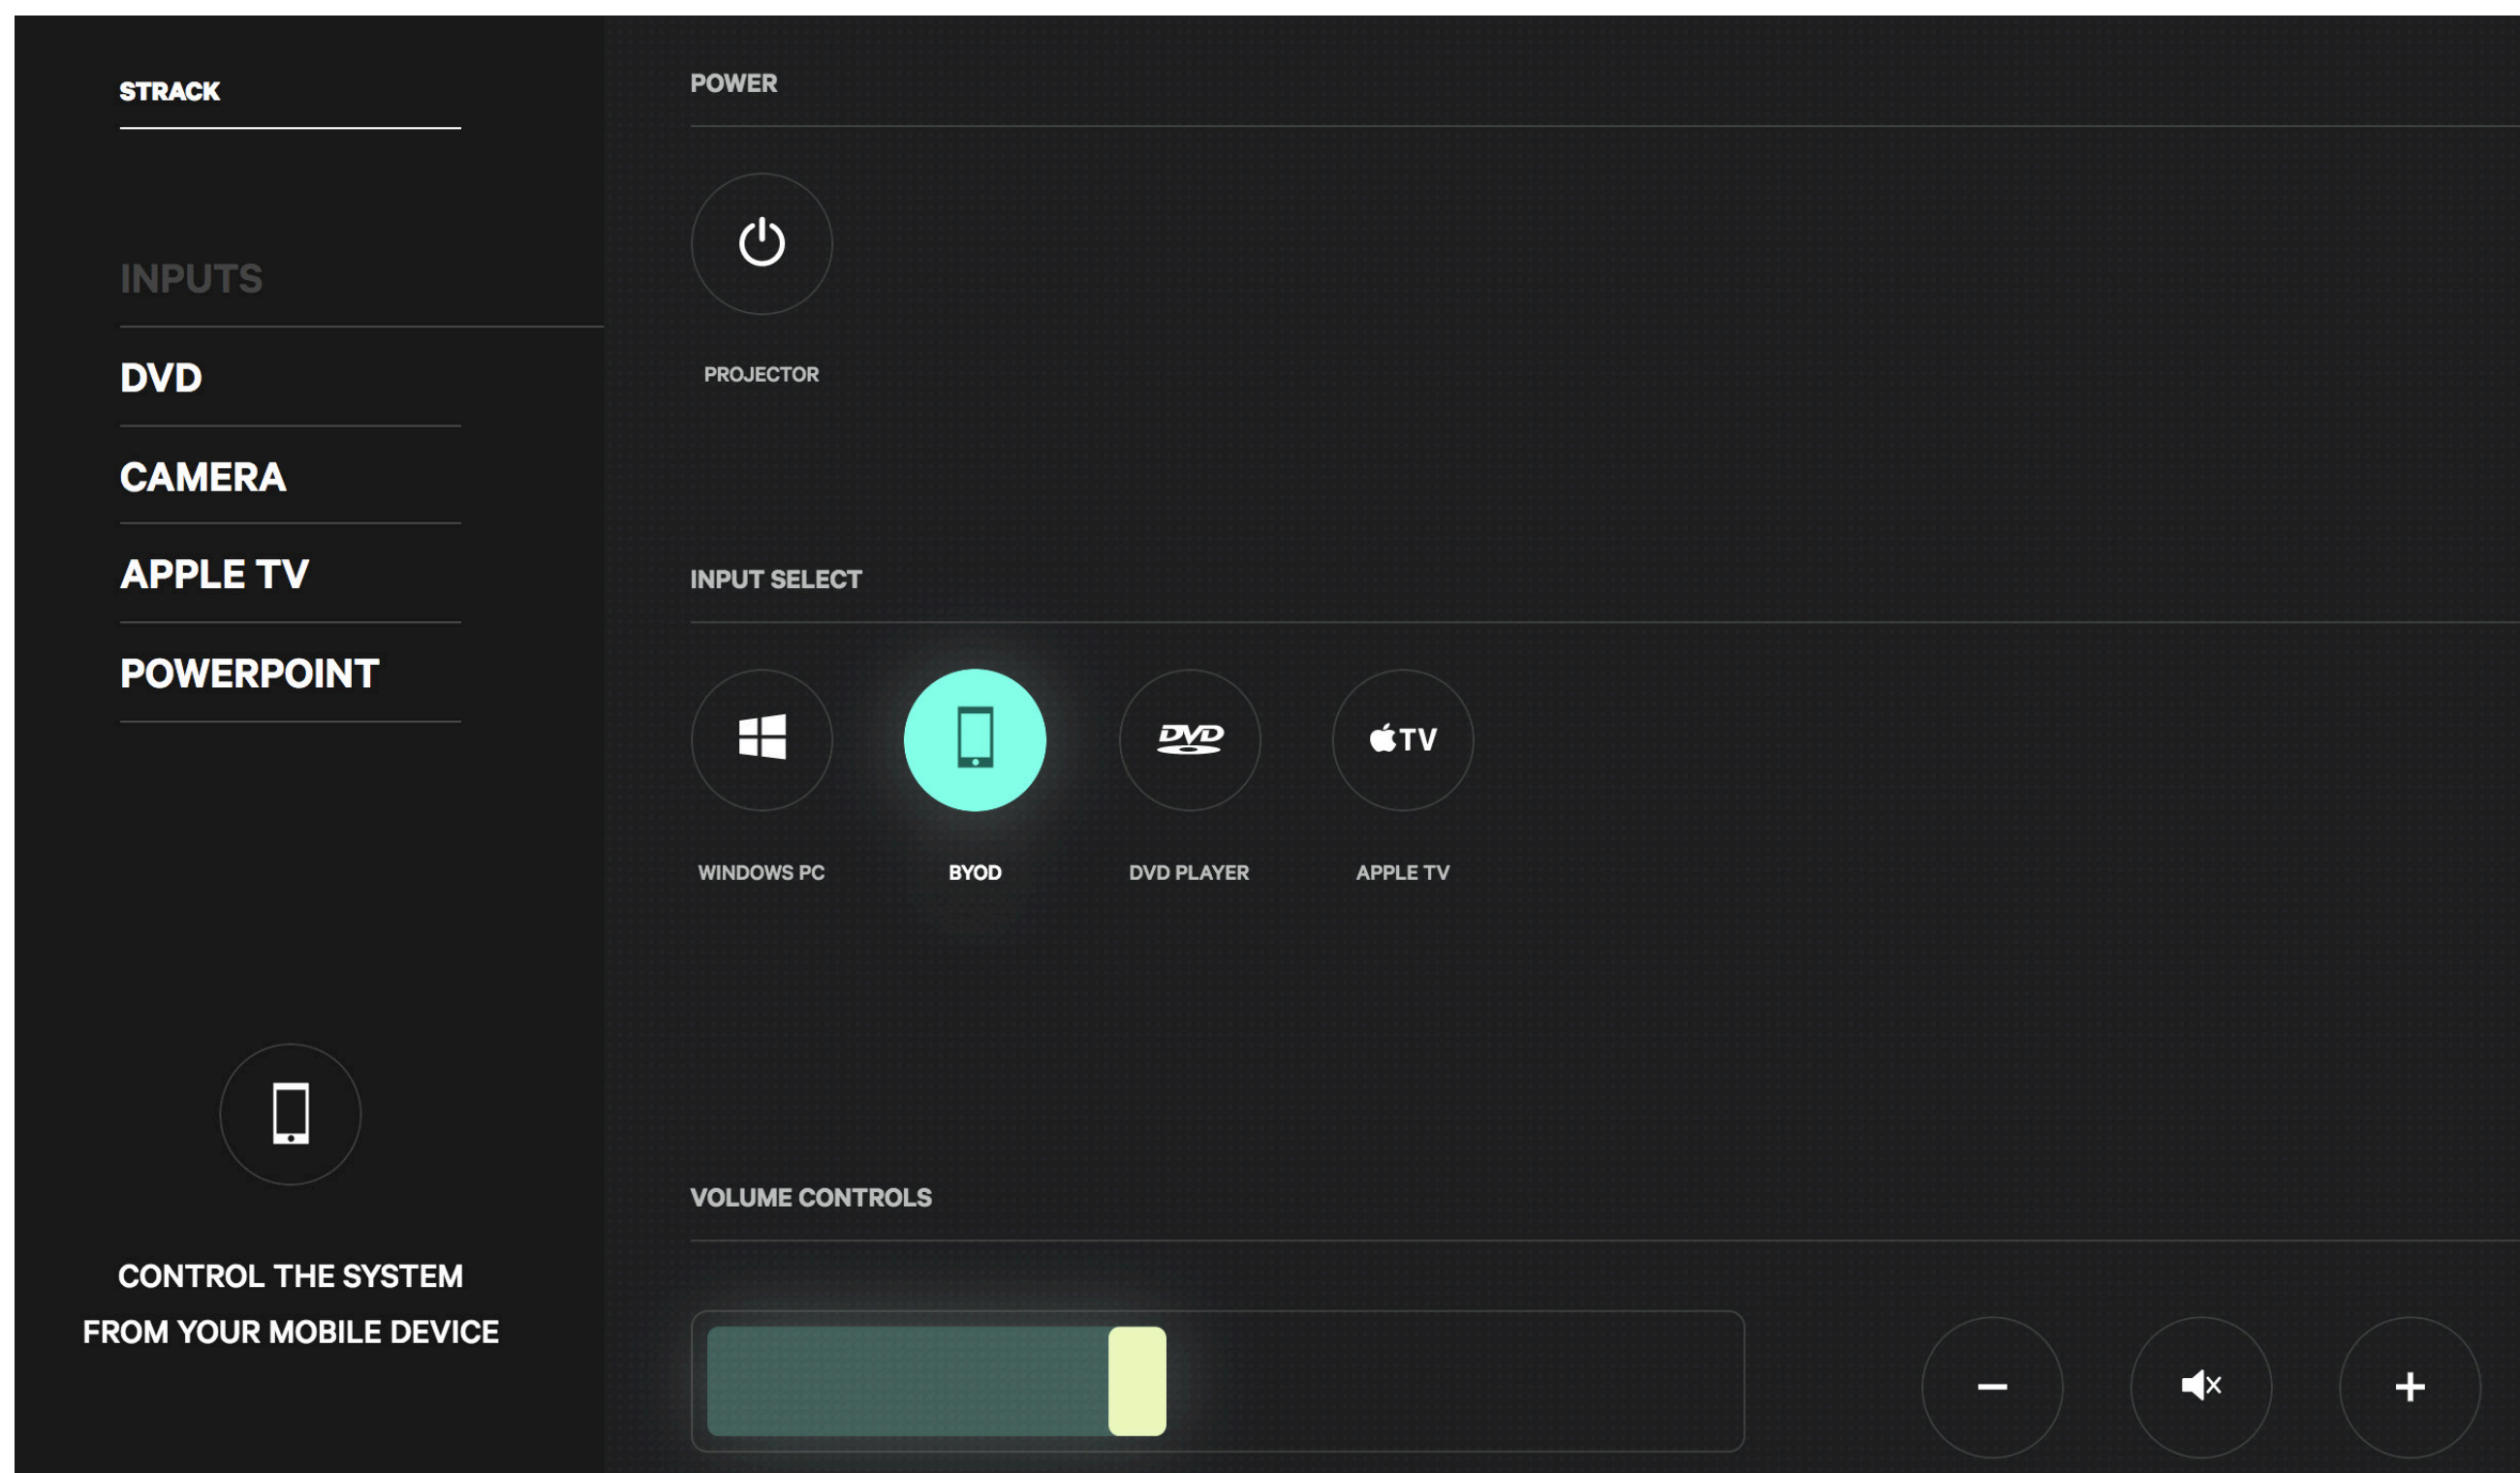 STRACK
INPUTS
DVD
CAMERA
APPLE TV
POWERPOINT
CONTROL THE SYSTEM
FROM YOUR MOBILE DEVICE
POWER
PROJECTOR
INPUT SELECT
DVD
TV
WINDOWS PC
BYOD
DVD PLAYER
APPLE TV
VOLUME CONTROLS